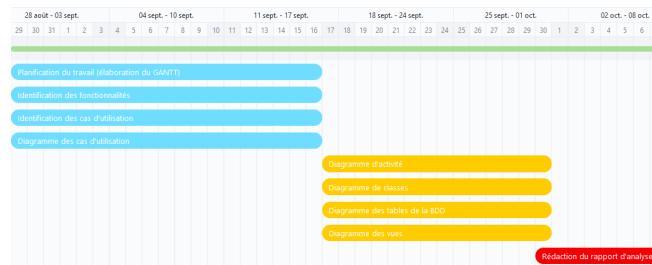 28 août - 03 sept. 04 sept. - 10 sept. 11 sept. - 17 sept. 18 sept. - 24 sept. 25 sept. - 01 oct. 02 oct. - 08 oct.
29 30 31 1 2 3 4 5 6 7 8 9 10 11 12 13 14 15 16 17 18 19 20 21 22 23 24 25 26 27 28 29 30 1 2 3 4 5 6
Planification du travail (élaboration du GANTT)
Identification des fonctionnalités
Identification des cas d'utilisation
Diagramme des cas d'utilisation
Diagramme d'activité
Diagramme de classes
Diagramme des tables de la BDD
Diagramme des vues
Rédaction du rapport d'analyse